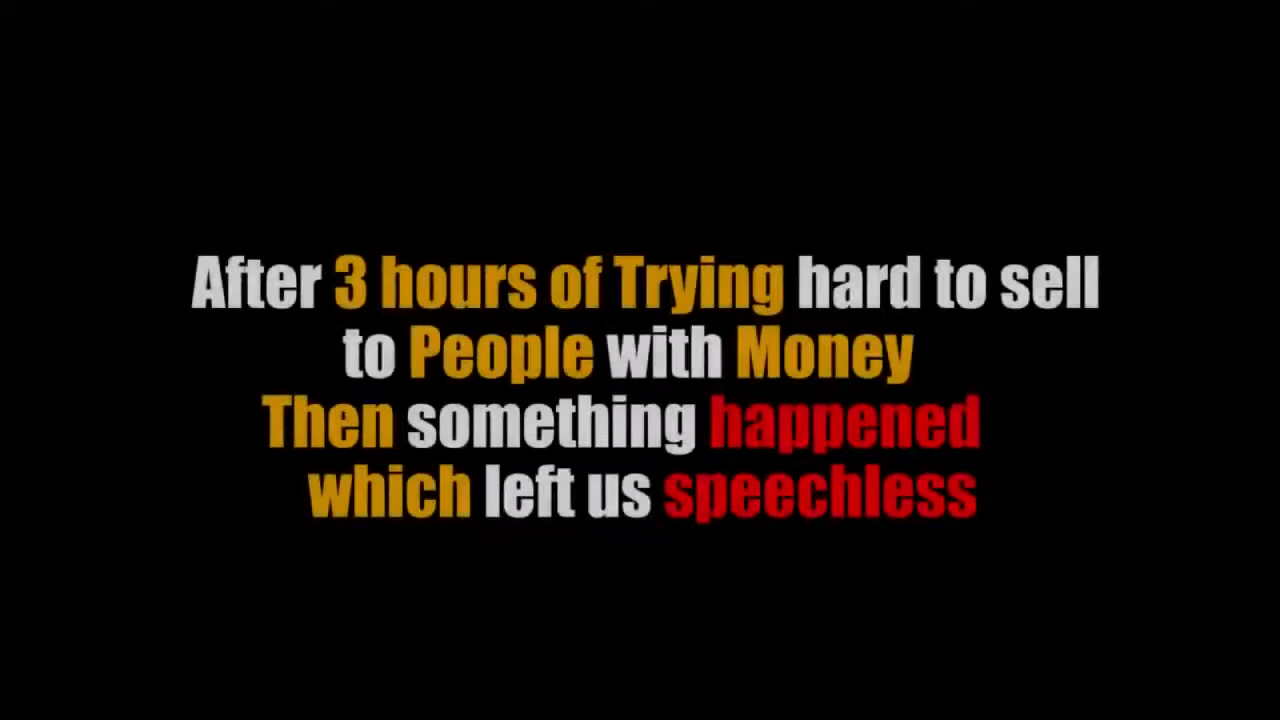 After 3 hours of Trying hard to sell
to People with Money
Then something happened
which left us speechless